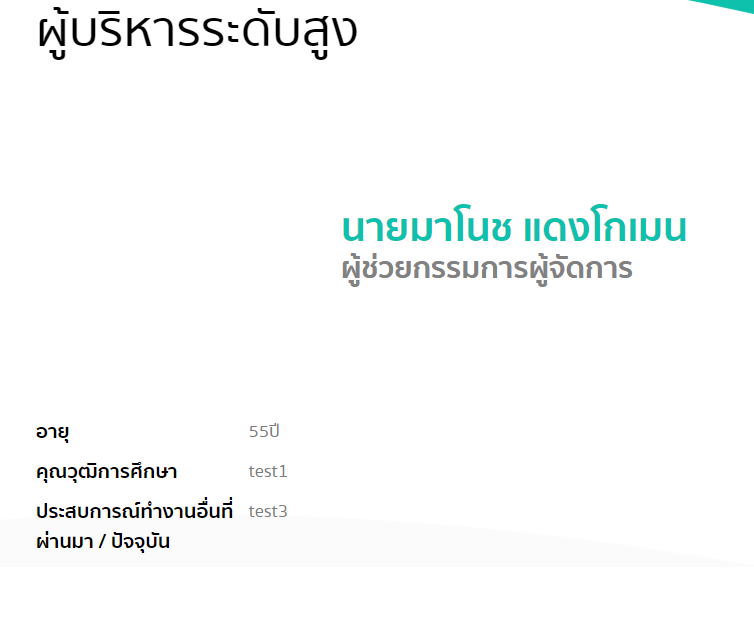 ผู้บริหารระดับสูง
นายมาโนช แดงโกเมน
ผู้ช่วยกรรมการผู้จัดการ
อายุ 55ปี
คุณวุฒิการศึกษา test1
ประสบการณ์ทำงานอื่นที่ test3
ผ่านมา / ปัจจุบัน